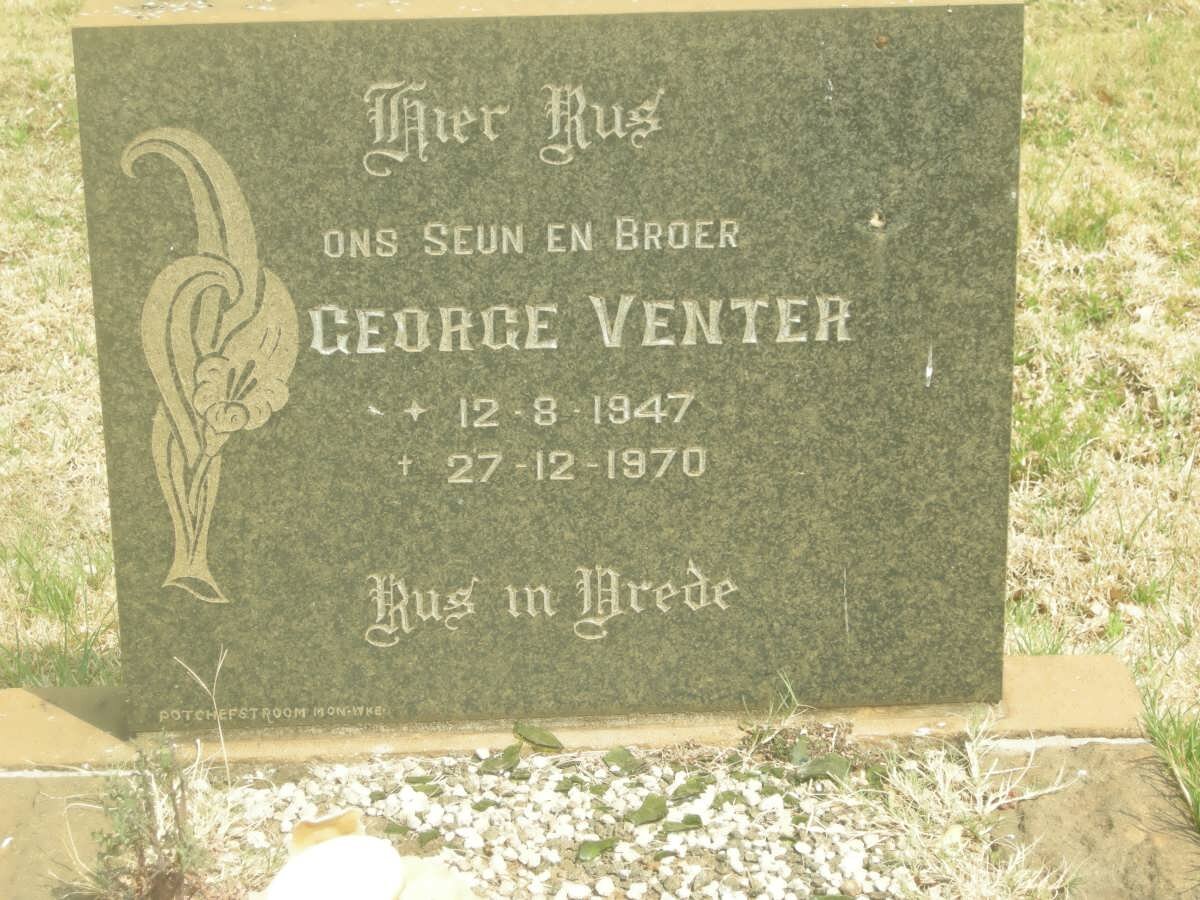 Hier Rus
ONS SEUN EN BROER
GEORGE VENTER
12-8-1947
† 27-12-1970
Rus in Vrede
POTCHEFSTROOM MON-WKE.